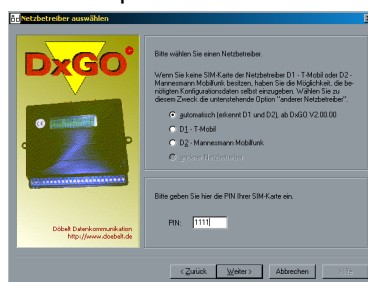 Netzbetreiber auswählen
DxGO
Bitte wählen Sie einen Netzbetreiber.
Wenn Sie keine SIM-Karte der Netzbetreiber D1 - T-Mobil oder D2 -
Mannesmann Mobilfunk besitzen, haben Sie die Möglichkeit, die be-
nötigten Konfigurationsdaten selbst einzugeben. Wählen Sie zu
diesem Zweck die untenstehende Option "anderer Netzbetreiber".
automatisch (erkennt D1 und D2), ab DxGO V2.00.00
D1 - T-Mobil
D2 - Mannesmann Mobilfunk
anderer Netzbetreiber
Bitte geben Sie hier die PIN Ihrer SIM-Karte ein.
PIN: 1111
Döbelt Datenkommunikation
http://www.doebelt.de
< Zurück Weiter > Abbrechen Hilfe